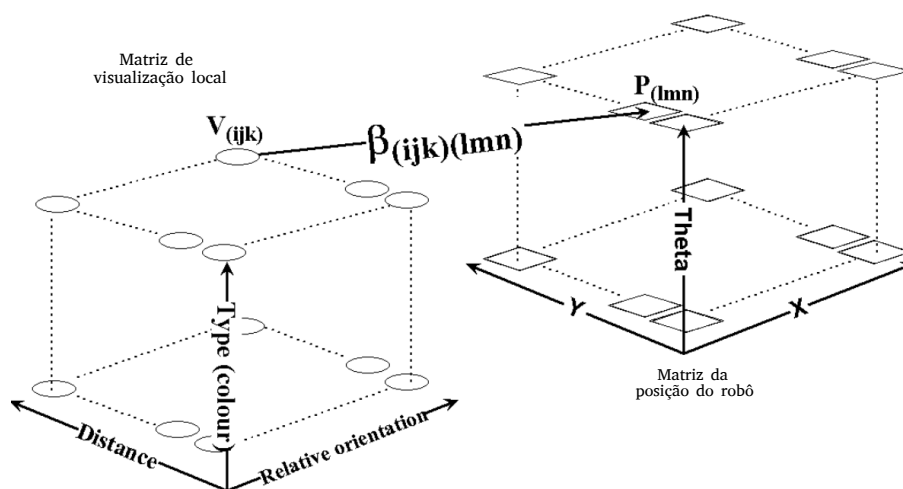 Matriz de
visualização local
P(lmn)
V(ijk)
β(ijk)(lmn)
Theta
Type (colour)
Y
X
Matriz da
posição do robô
Distance
Relative orientation